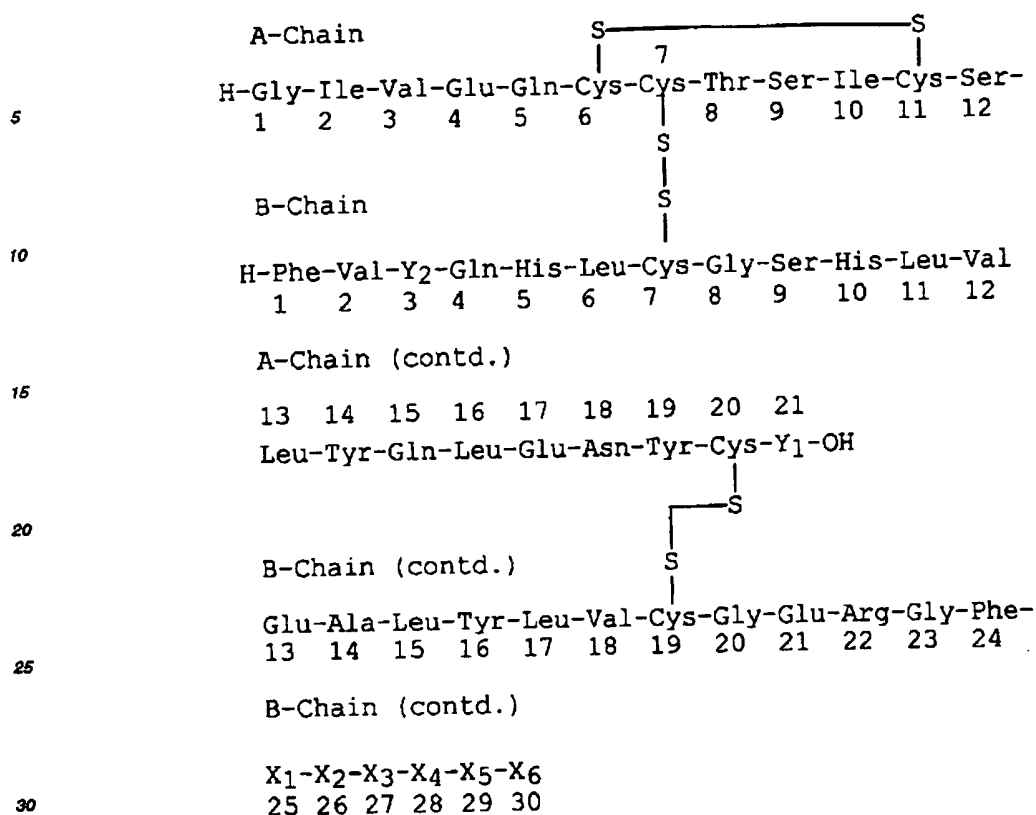 A-Chain
S S
7
H-Gly-Ile-Val-Glu-Gln-Cys-Cys-Thr-Ser-Ile-Cys-Ser-
5 1 2 3 4 5 6 8 9 10 11 12
S
S
B-Chain
10
H-Phe-Val-Y2-Gln-His-Leu-Cys-Gly-Ser-His-Leu-Val
1 2 3 4 5 6 7 8 9 10 11 12
A-Chain (contd.)
15
13 14 15 16 17 18 19 20 21
Leu-Tyr-Gln-Leu-Glu-Asn-Tyr-Cys-Y1-OH
S
20
S
B-Chain (contd.)
Glu-Ala-Leu-Tyr-Leu-Val-Cys-Gly-Glu-Arg-Gly-Phe-
13 14 15 16 17 18 19 20 21 22 23 24
25
B-Chain (contd.)
X1-X2-X3-X4-X5-X6
30 25 26 27 28 29 30